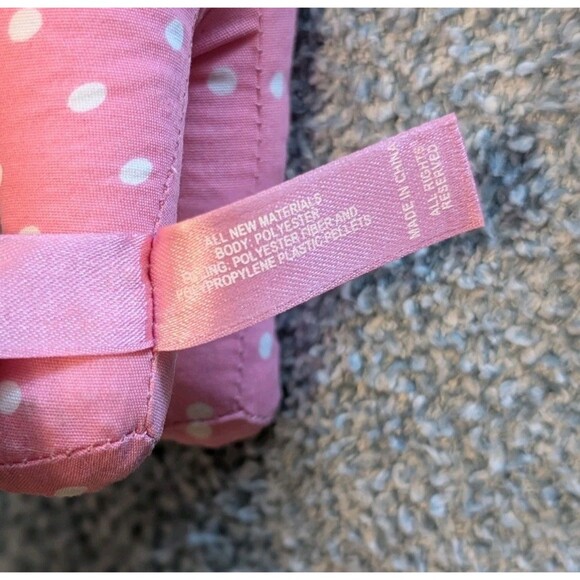 ALL NEW MATERIALS
BODY: POLYESTER
FILLING: POLYESTER FIBER AND
POLYPROPYLENE PLASTIC PELLETS
MADE IN CHINA
ALL RIGHTS
RESERVED